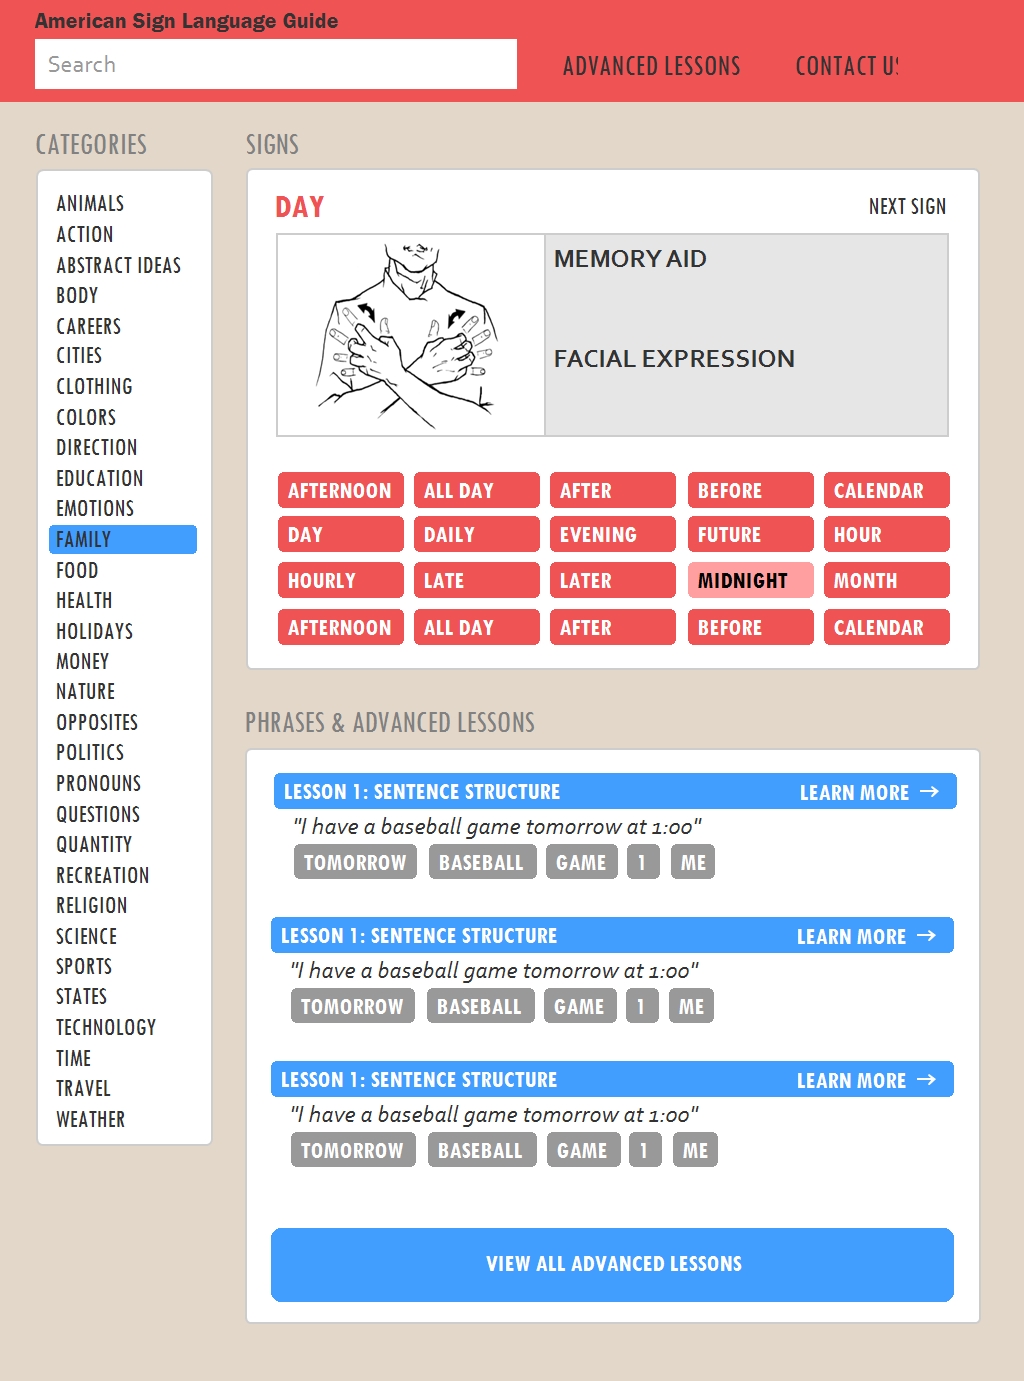 American Sign Language Guide
Search
ADVANCED LESSONS
CONTACT US
CATEGORIES
ANIMALS
ACTION
ABSTRACT IDEAS
BODY
CAREERS
CITIES
CLOTHING
COLORS
DIRECTION
EDUCATION
EMOTIONS
FAMILY
FOOD
HEALTH
HOLIDAYS
MONEY
NATURE
OPPOSITES
POLITICS
PRONOUNS
QUESTIONS
QUANTITY
RECREATION
RELIGION
SCIENCE
SPORTS
STATES
TECHNOLOGY
TIME
TRAVEL
WEATHER
SIGNS
DAY
NEXT SIGN
MEMORY AID
FACIAL EXPRESSION
AFTERNOON ALL DAY AFTER BEFORE CALENDAR
DAY DAILY EVENING FUTURE HOUR
HOURLY LATE LATER MIDNIGHT MONTH
AFTERNOON ALL DAY AFTER BEFORE CALENDAR
PHRASES & ADVANCED LESSONS
LESSON 1: SENTENCE STRUCTURE LEARN MORE →
"I have a baseball game tomorrow at 1:00"
TOMORROW BASEBALL GAME 1 ME
LESSON 1: SENTENCE STRUCTURE LEARN MORE →
"I have a baseball game tomorrow at 1:00"
TOMORROW BASEBALL GAME 1 ME
LESSON 1: SENTENCE STRUCTURE LEARN MORE →
"I have a baseball game tomorrow at 1:00"
TOMORROW BASEBALL GAME 1 ME
VIEW ALL ADVANCED LESSONS